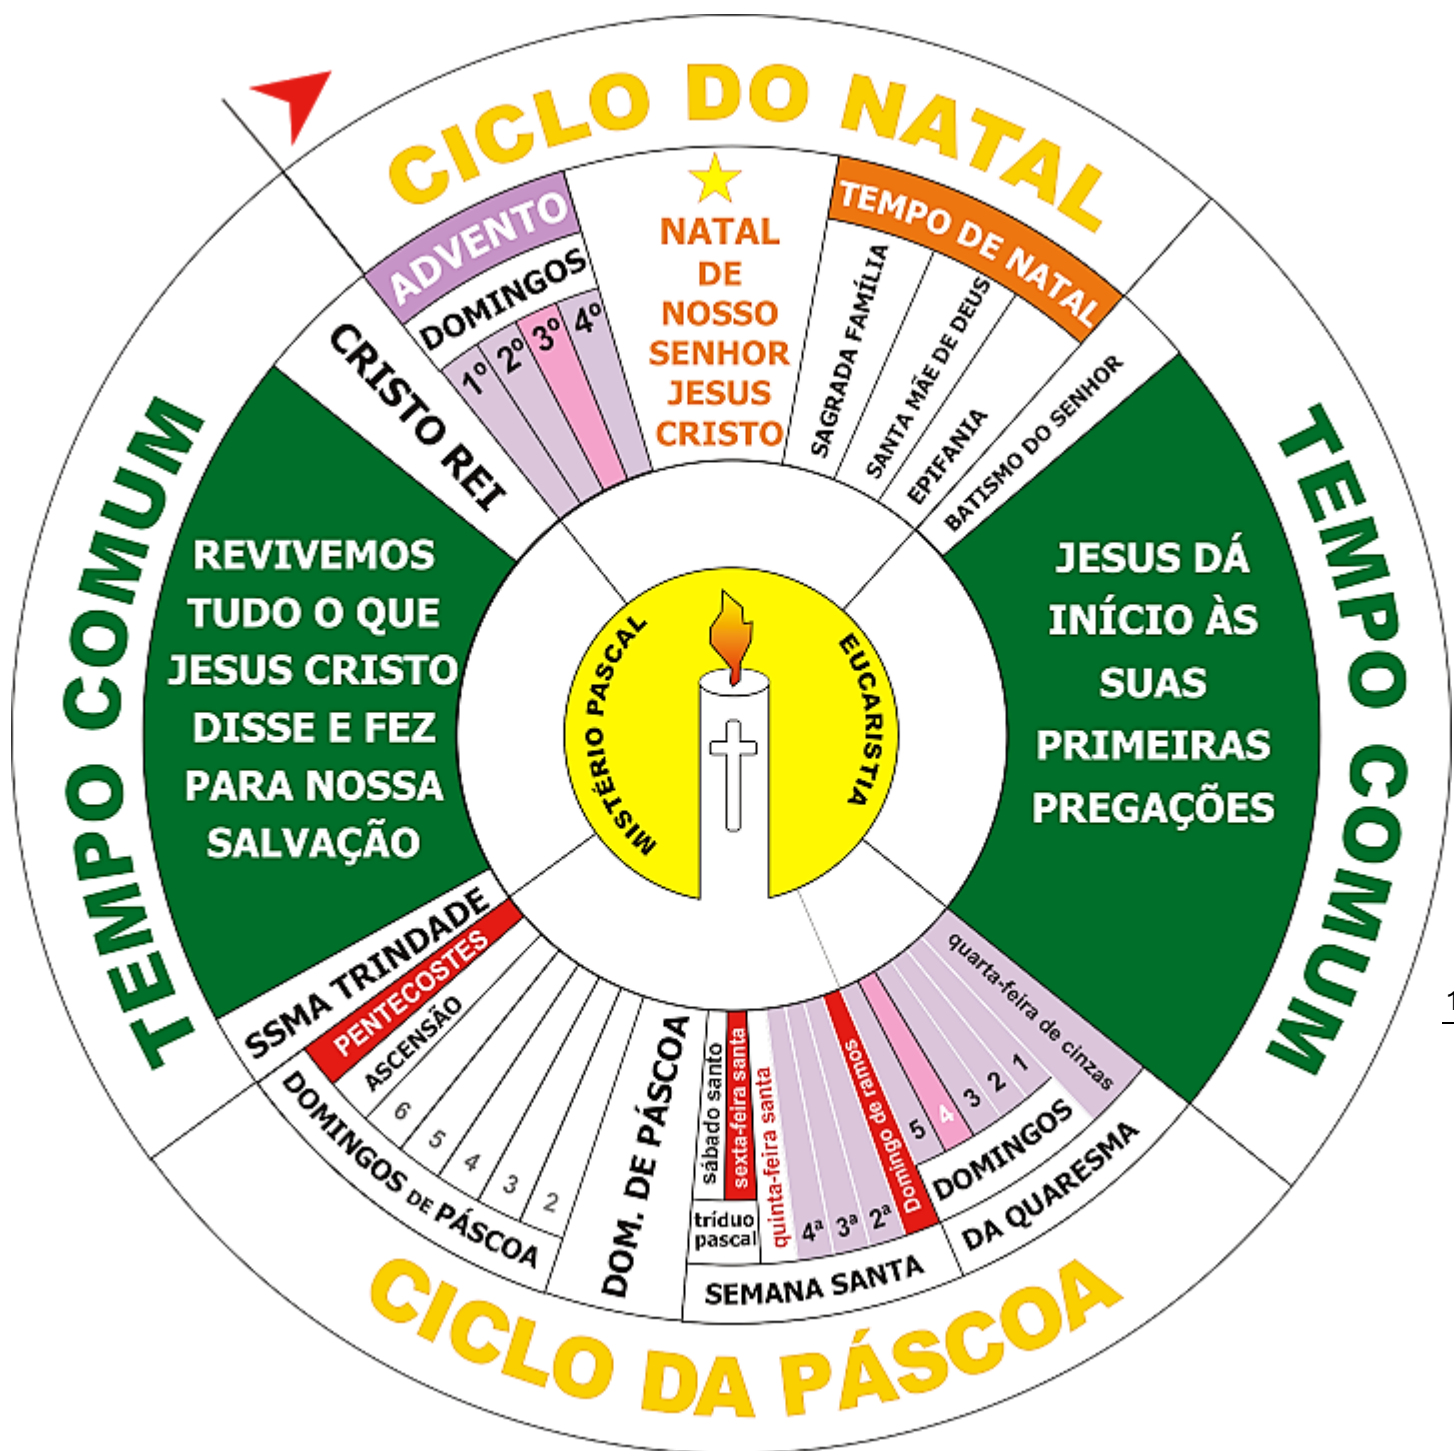 CICLO DO NATAL
ADVENTO
DOMINGOS
1º
2º
3º
4º
NATAL
DE
NOSSO
SENHOR
JESUS
CRISTO
TEMPO DE NATAL
SAGRADA FAMÍLIA
SANTA MÃE DE DEUS
EPIFANIA
BATISMO DO SENHOR
TEMPO COMUM
JESUS DÁ
INÍCIO ÀS
SUAS
PRIMEIRAS
PREGAÇÕES
CICLO DA PÁSCOA
quarta-feira de cinzas
1
2
3
4
5
DOMINGOS
DA QUARESMA
Domingo de ramos
2ª
3ª
4ª
quinta-feira santa
sexta-feira santa
sábado santo
tríduo
pascal
SEMANA SANTA
DOM. DE PÁSCOA
2
3
4
5
6
ASCENSÃO
PENTECOSTES
DOMINGOS DE PÁSCOA
SSMA TRINDADE
TEMPO COMUM
REVIVEMOS
TUDO O QUE
JESUS CRISTO
DISSE E FEZ
PARA NOSSA
SALVAÇÃO
CRISTO REI
MISTÉRIO PASCAL
EUCARISTIA
1